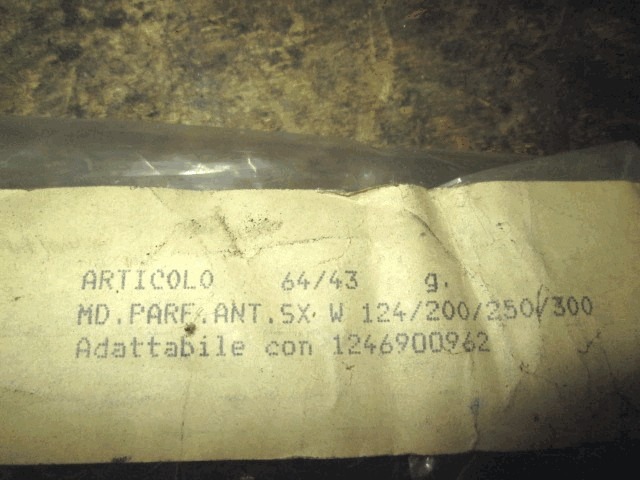 ARTICOLO 64/43 g.
MD.PARF.ANT.SX W 124/200/250/300
Adattabile con 1246900962